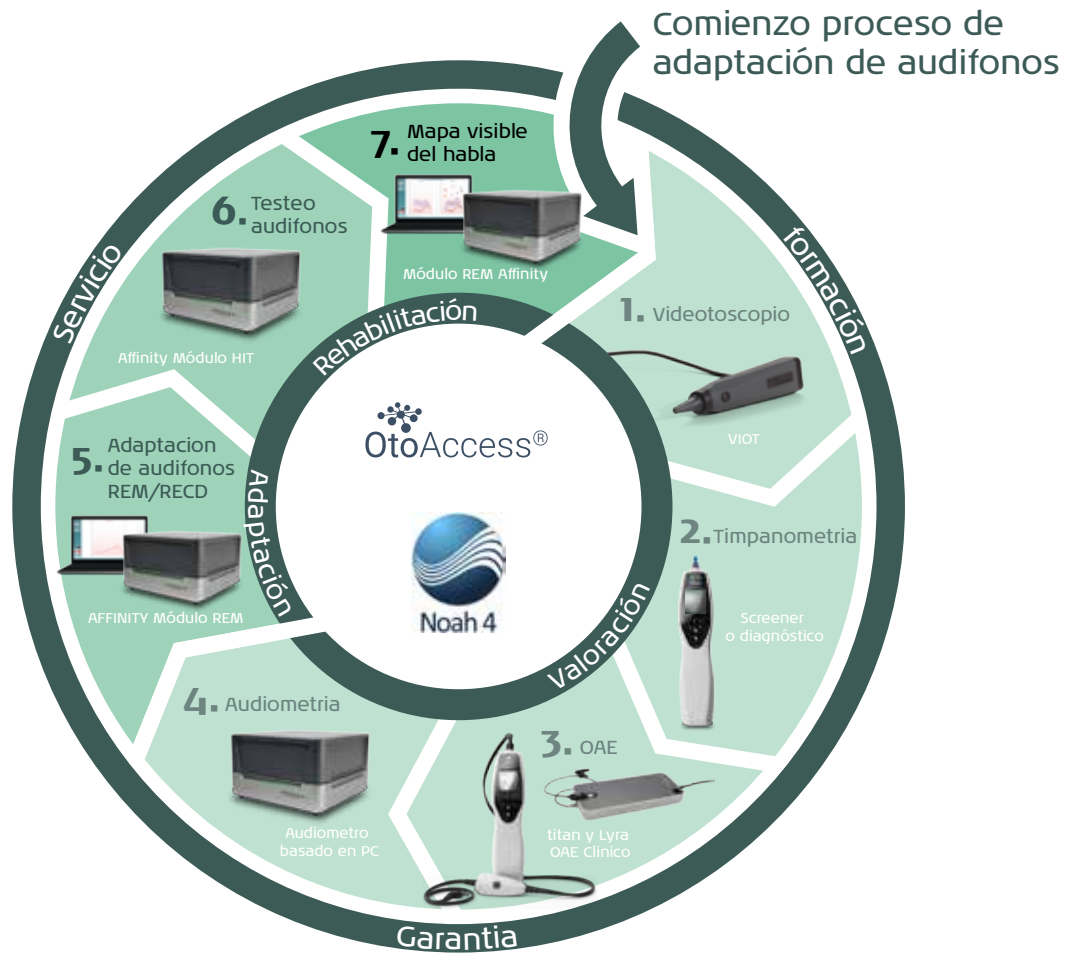 Comienzo proceso de
adaptación de audifonos
1. Videotoscopio
VIOT
2. Timpanometria
Screener
o diagnóstico
3. OAE
titan y Lyra
OAE Clinico
4. Audiometria
Audiometro
basado en PC
5. Adaptacion
de audifonos
REM/RECD
AFFINITY Módulo REM
6. Testeo
audifonos
Affinity Módulo HIT
7. Mapa visible
del habla
Módulo REM Affinity
formación
Garantia
Servicio
Valoración
Adaptación
Rehabilitación
OtoAccess®
Noah 4